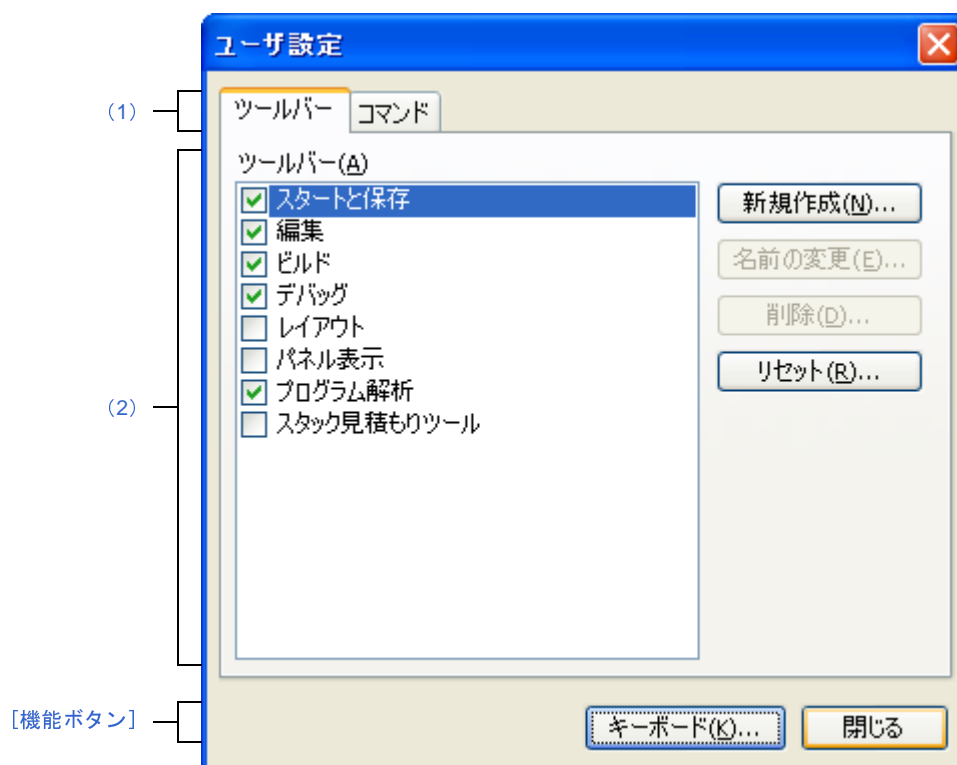 ユーザ設定
(1)
ツールバー コマンド
(2)
ツールバー(A)
スタートと保存
編集
ビルド
デバッグ
レイアウト
パネル表示
プログラム解析
スタック見積もりツール
新規作成(N)...
名前の変更(E)...
削除(D)...
リセット(R)...
[機能ボタン]
キーボード(K)... 閉じる